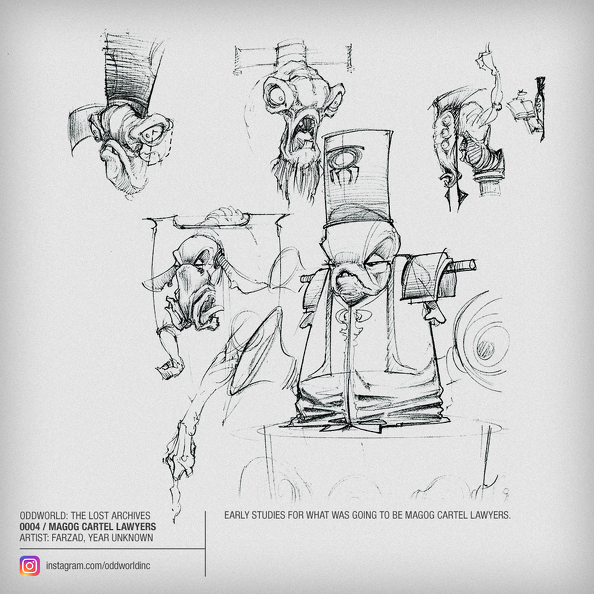 ODDWORLD: THE LOST ARCHIVES
0004 / MAGOG CARTEL LAWYERS
ARTIST: FARZAD, YEAR UNKNOWN
instagram.com/oddworldinc
EARLY STUDIES FOR WHAT WAS GOING TO BE MAGOG CARTEL LAWYERS.